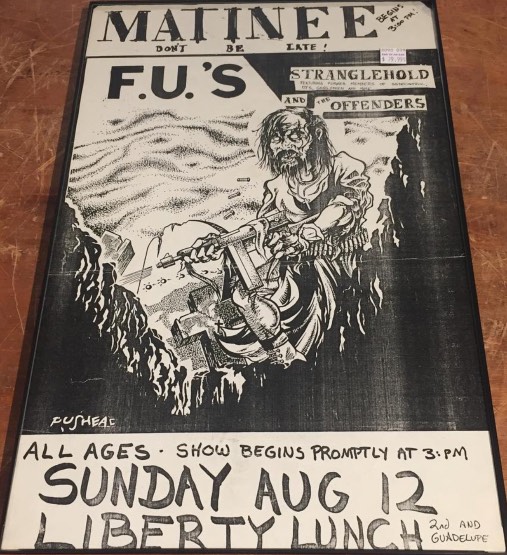 MATINEE
BEGINS AT 3:00 PM!
DON'T BE LATE!
F.U.'S
STRANGLEHOLD
AND THE OFFENDERS
PUSHEAD
ALL AGES · SHOW BEGINS PROMPTLY AT 3·PM
SUNDAY AUG 12
LIBERTY LUNCH
2nd AND
GUADELUPE